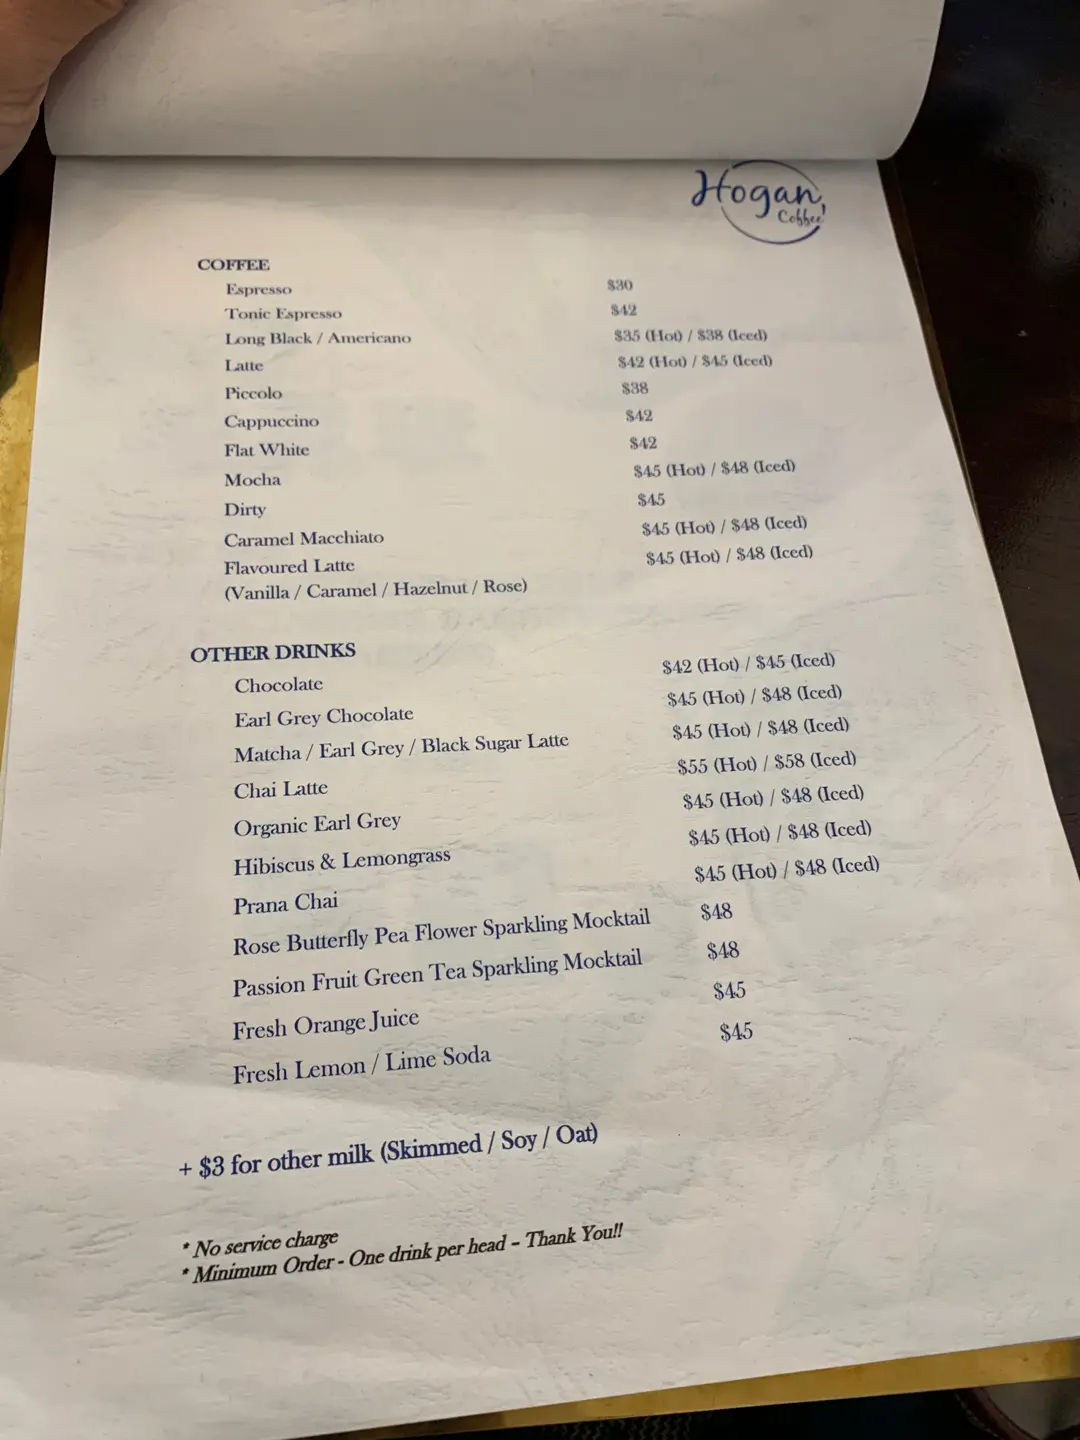 Hogan,
Coffee
COFFEE
Espresso $30
Tonic Espresso $42
Long Black / Americano $35 (Hot) / $38 (Iced)
Latte $42 (Hot) / $45 (Iced)
Piccolo $38
Cappuccino $42
Flat White $42
Mocha $45 (Hot) / $48 (Iced)
Dirty $45
Caramel Macchiato $45 (Hot) / $48 (Iced)
Flavoured Latte $45 (Hot) / $48 (Iced)
(Vanilla / Caramel / Hazelnut / Rose)
OTHER DRINKS
Chocolate $42 (Hot) / $45 (Iced)
Earl Grey Chocolate $45 (Hot) / $48 (Iced)
Matcha / Earl Grey / Black Sugar Latte $45 (Hot) / $48 (Iced)
Chai Latte $55 (Hot) / $58 (Iced)
Organic Earl Grey $45 (Hot) / $48 (Iced)
Hibiscus & Lemongrass $45 (Hot) / $48 (Iced)
Prana Chai $45 (Hot) / $48 (Iced)
Rose Butterfly Pea Flower Sparkling Mocktail $48
Passion Fruit Green Tea Sparkling Mocktail $48
Fresh Orange Juice $45
Fresh Lemon / Lime Soda $45
+ $3 for other milk (Skimmed / Soy / Oat)
* No service charge
* Minimum Order - One drink per head – Thank You!!